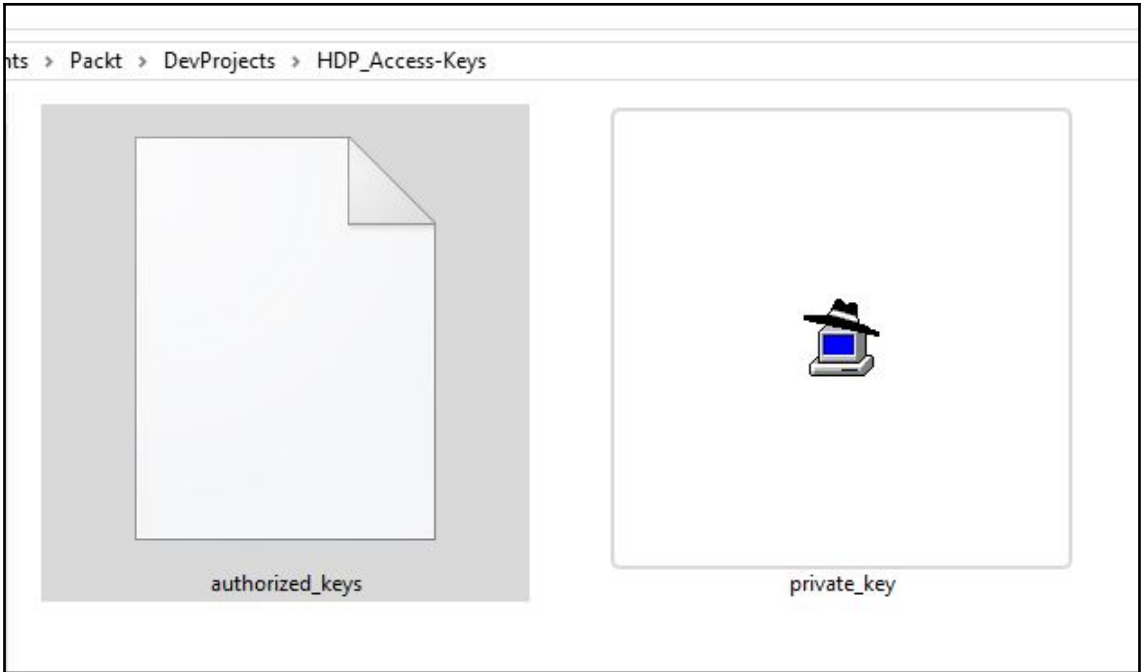 nts > Packt > DevProjects > HDP_Access-Keys
authorized_keys
private_key